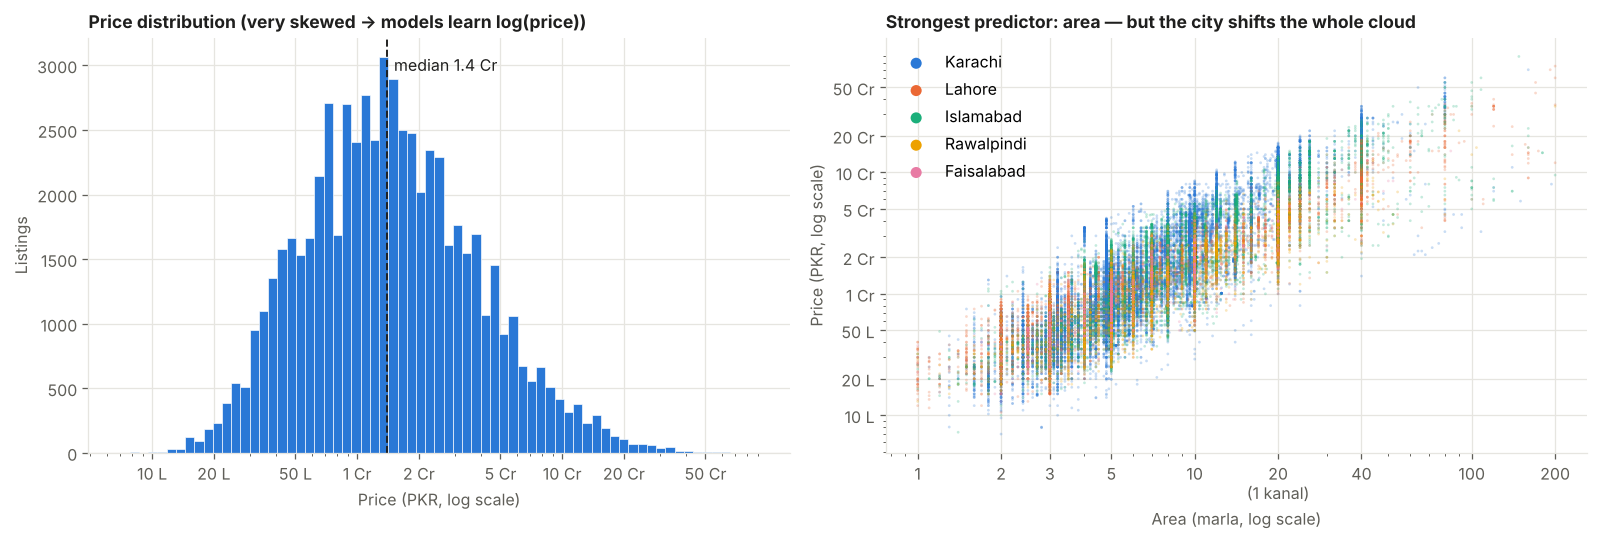 Price distribution (very skewed → models learn log(price))
3000
2500
2000
1500
1000
500
0
Listings
median 1.4 Cr
10 L 20 L 50 L 1 Cr 2 Cr 5 Cr 10 Cr 20 Cr 50 Cr
Price (PKR, log scale)
Strongest predictor: area — but the city shifts the whole cloud
Karachi
Lahore
Islamabad
Rawalpindi
Faisalabad
50 Cr
20 Cr
10 Cr
5 Cr
2 Cr
1 Cr
50 L
20 L
10 L
Price (PKR, log scale)
1 2 3 5 10 20 40 100 200
(1 kanal)
Area (marla, log scale)